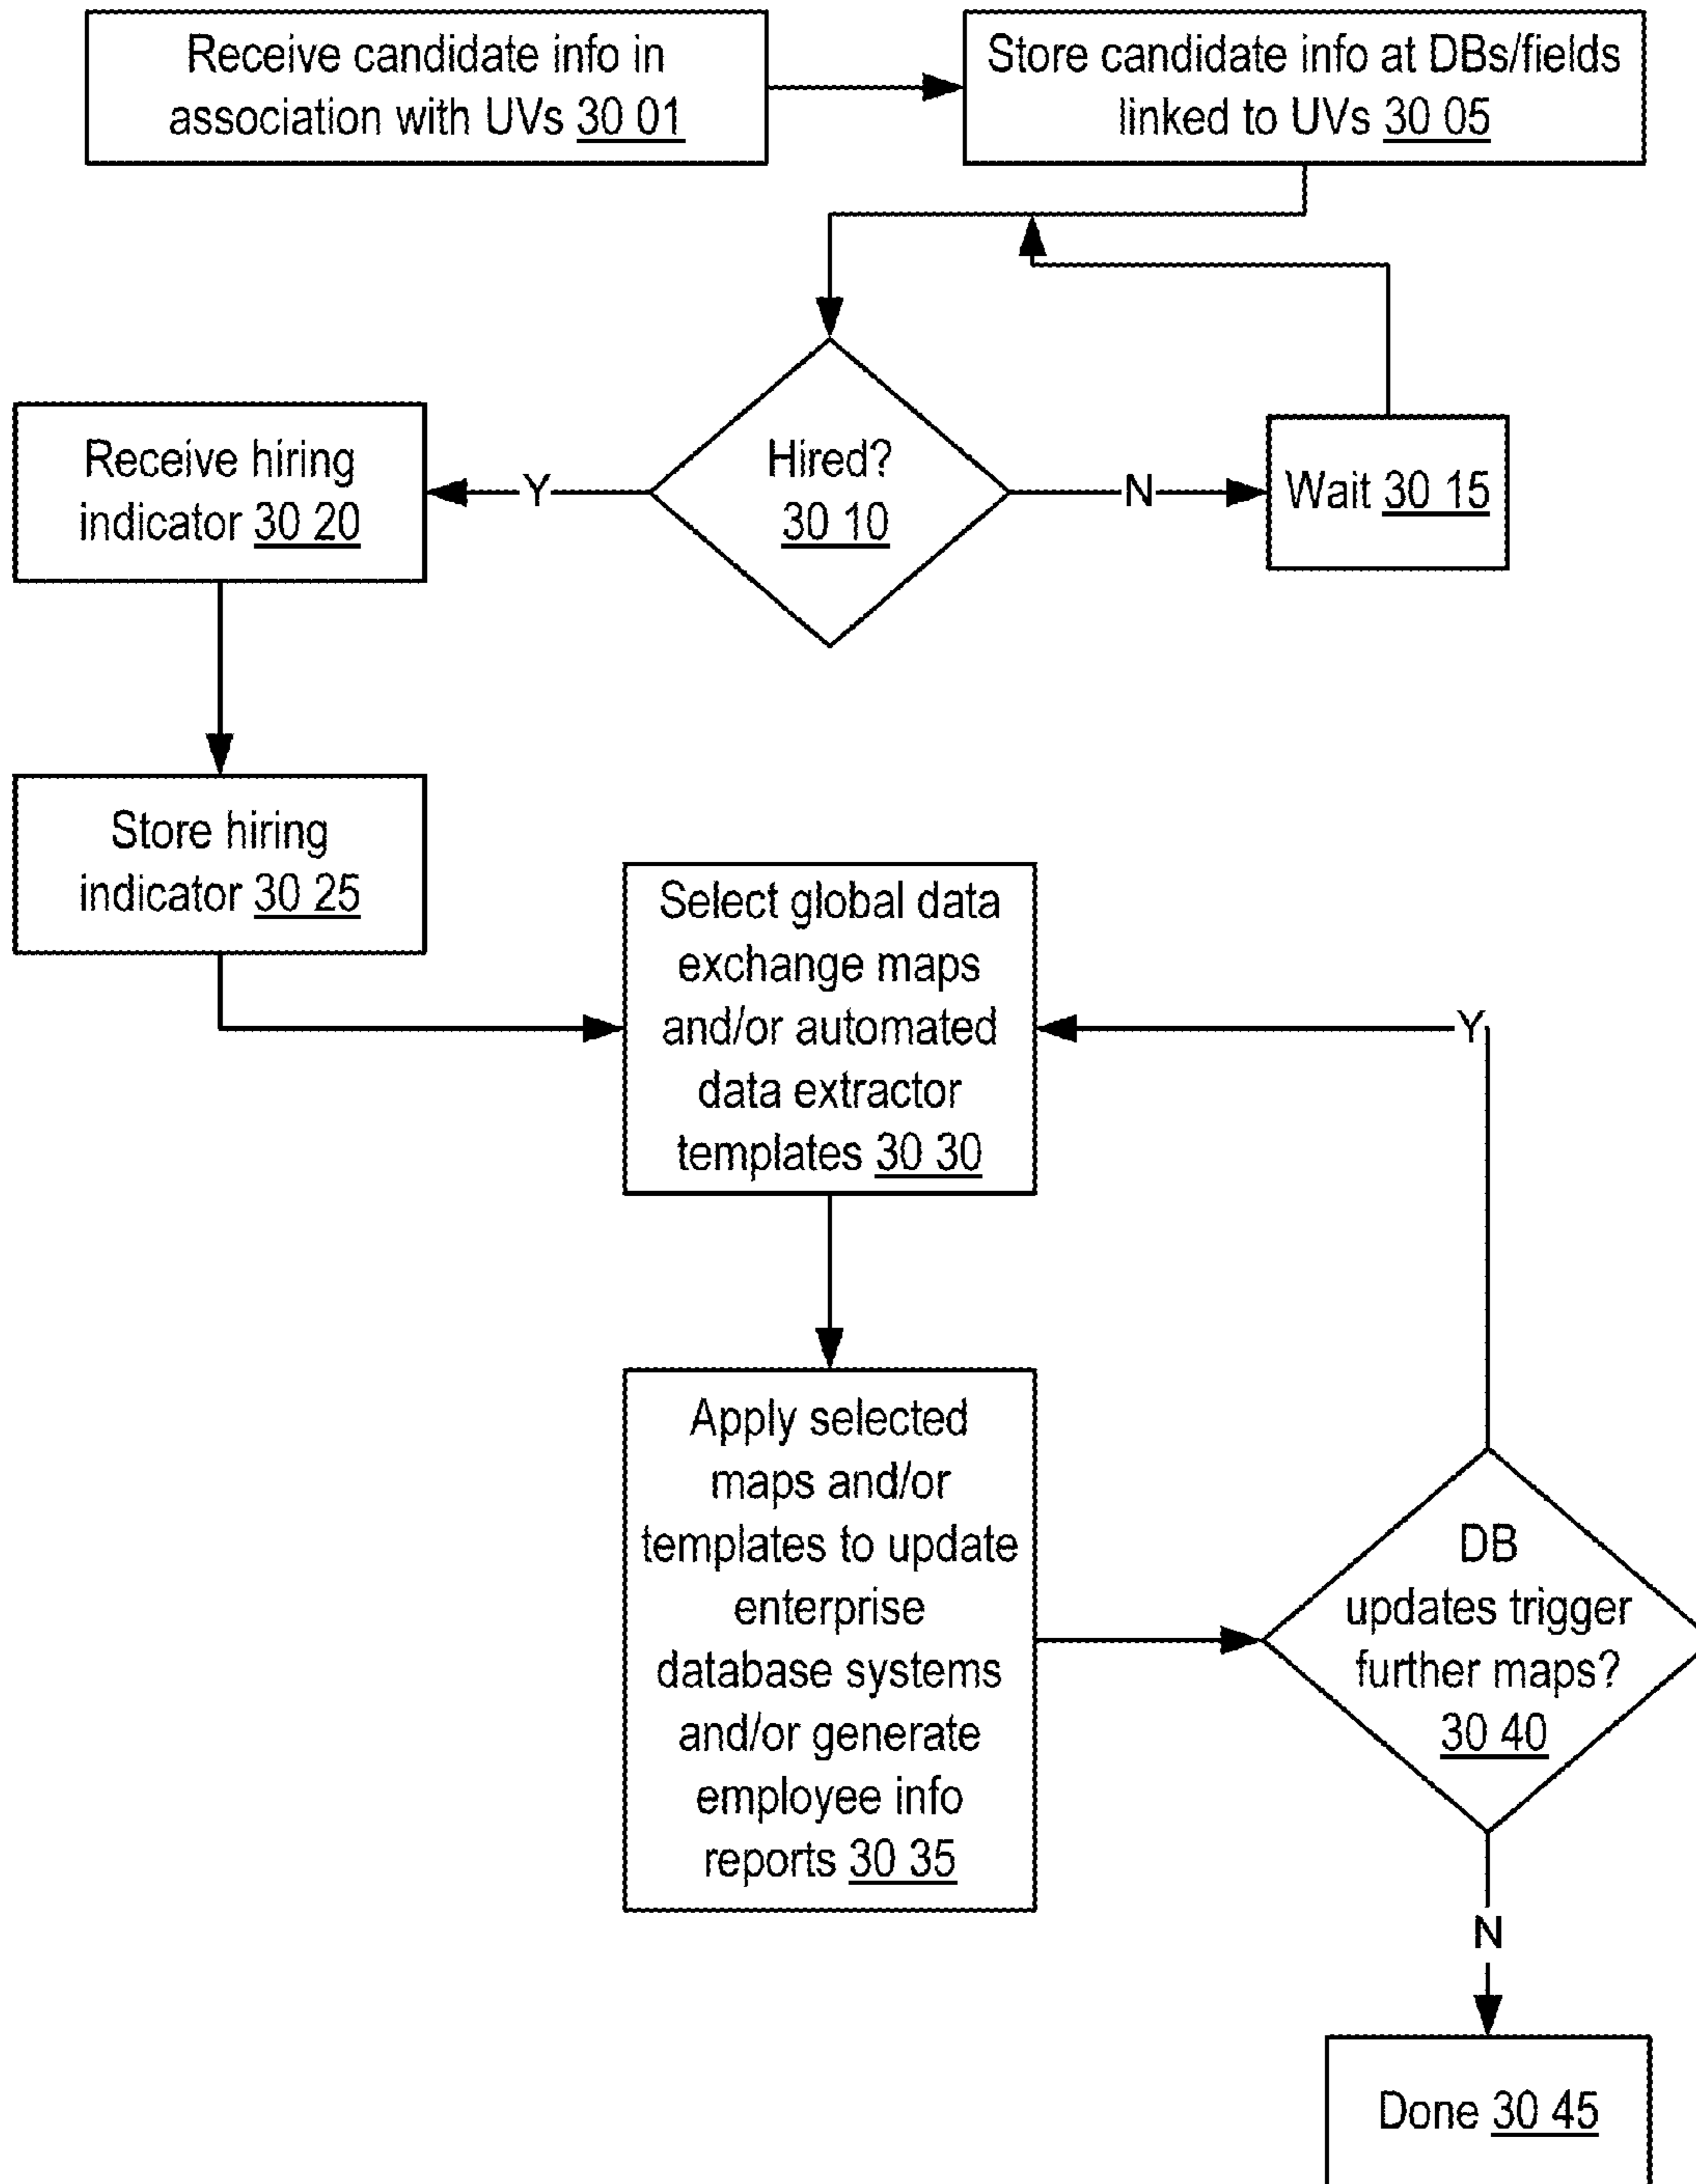 Receive candidate info in
association with UVs 30 01
Store candidate info at DBs/fields
linked to UVs 30 05
Hired?
30 10
Y
N
Wait 30 15
Receive hiring
indicator 30 20
Store hiring
indicator 30 25
Select global data
exchange maps
and/or automated
data extractor
templates 30 30
Y
Apply selected
maps and/or
templates to update
enterprise
database systems
and/or generate
employee info
reports 30 35
DB
updates trigger
further maps?
30 40
N
Done 30 45